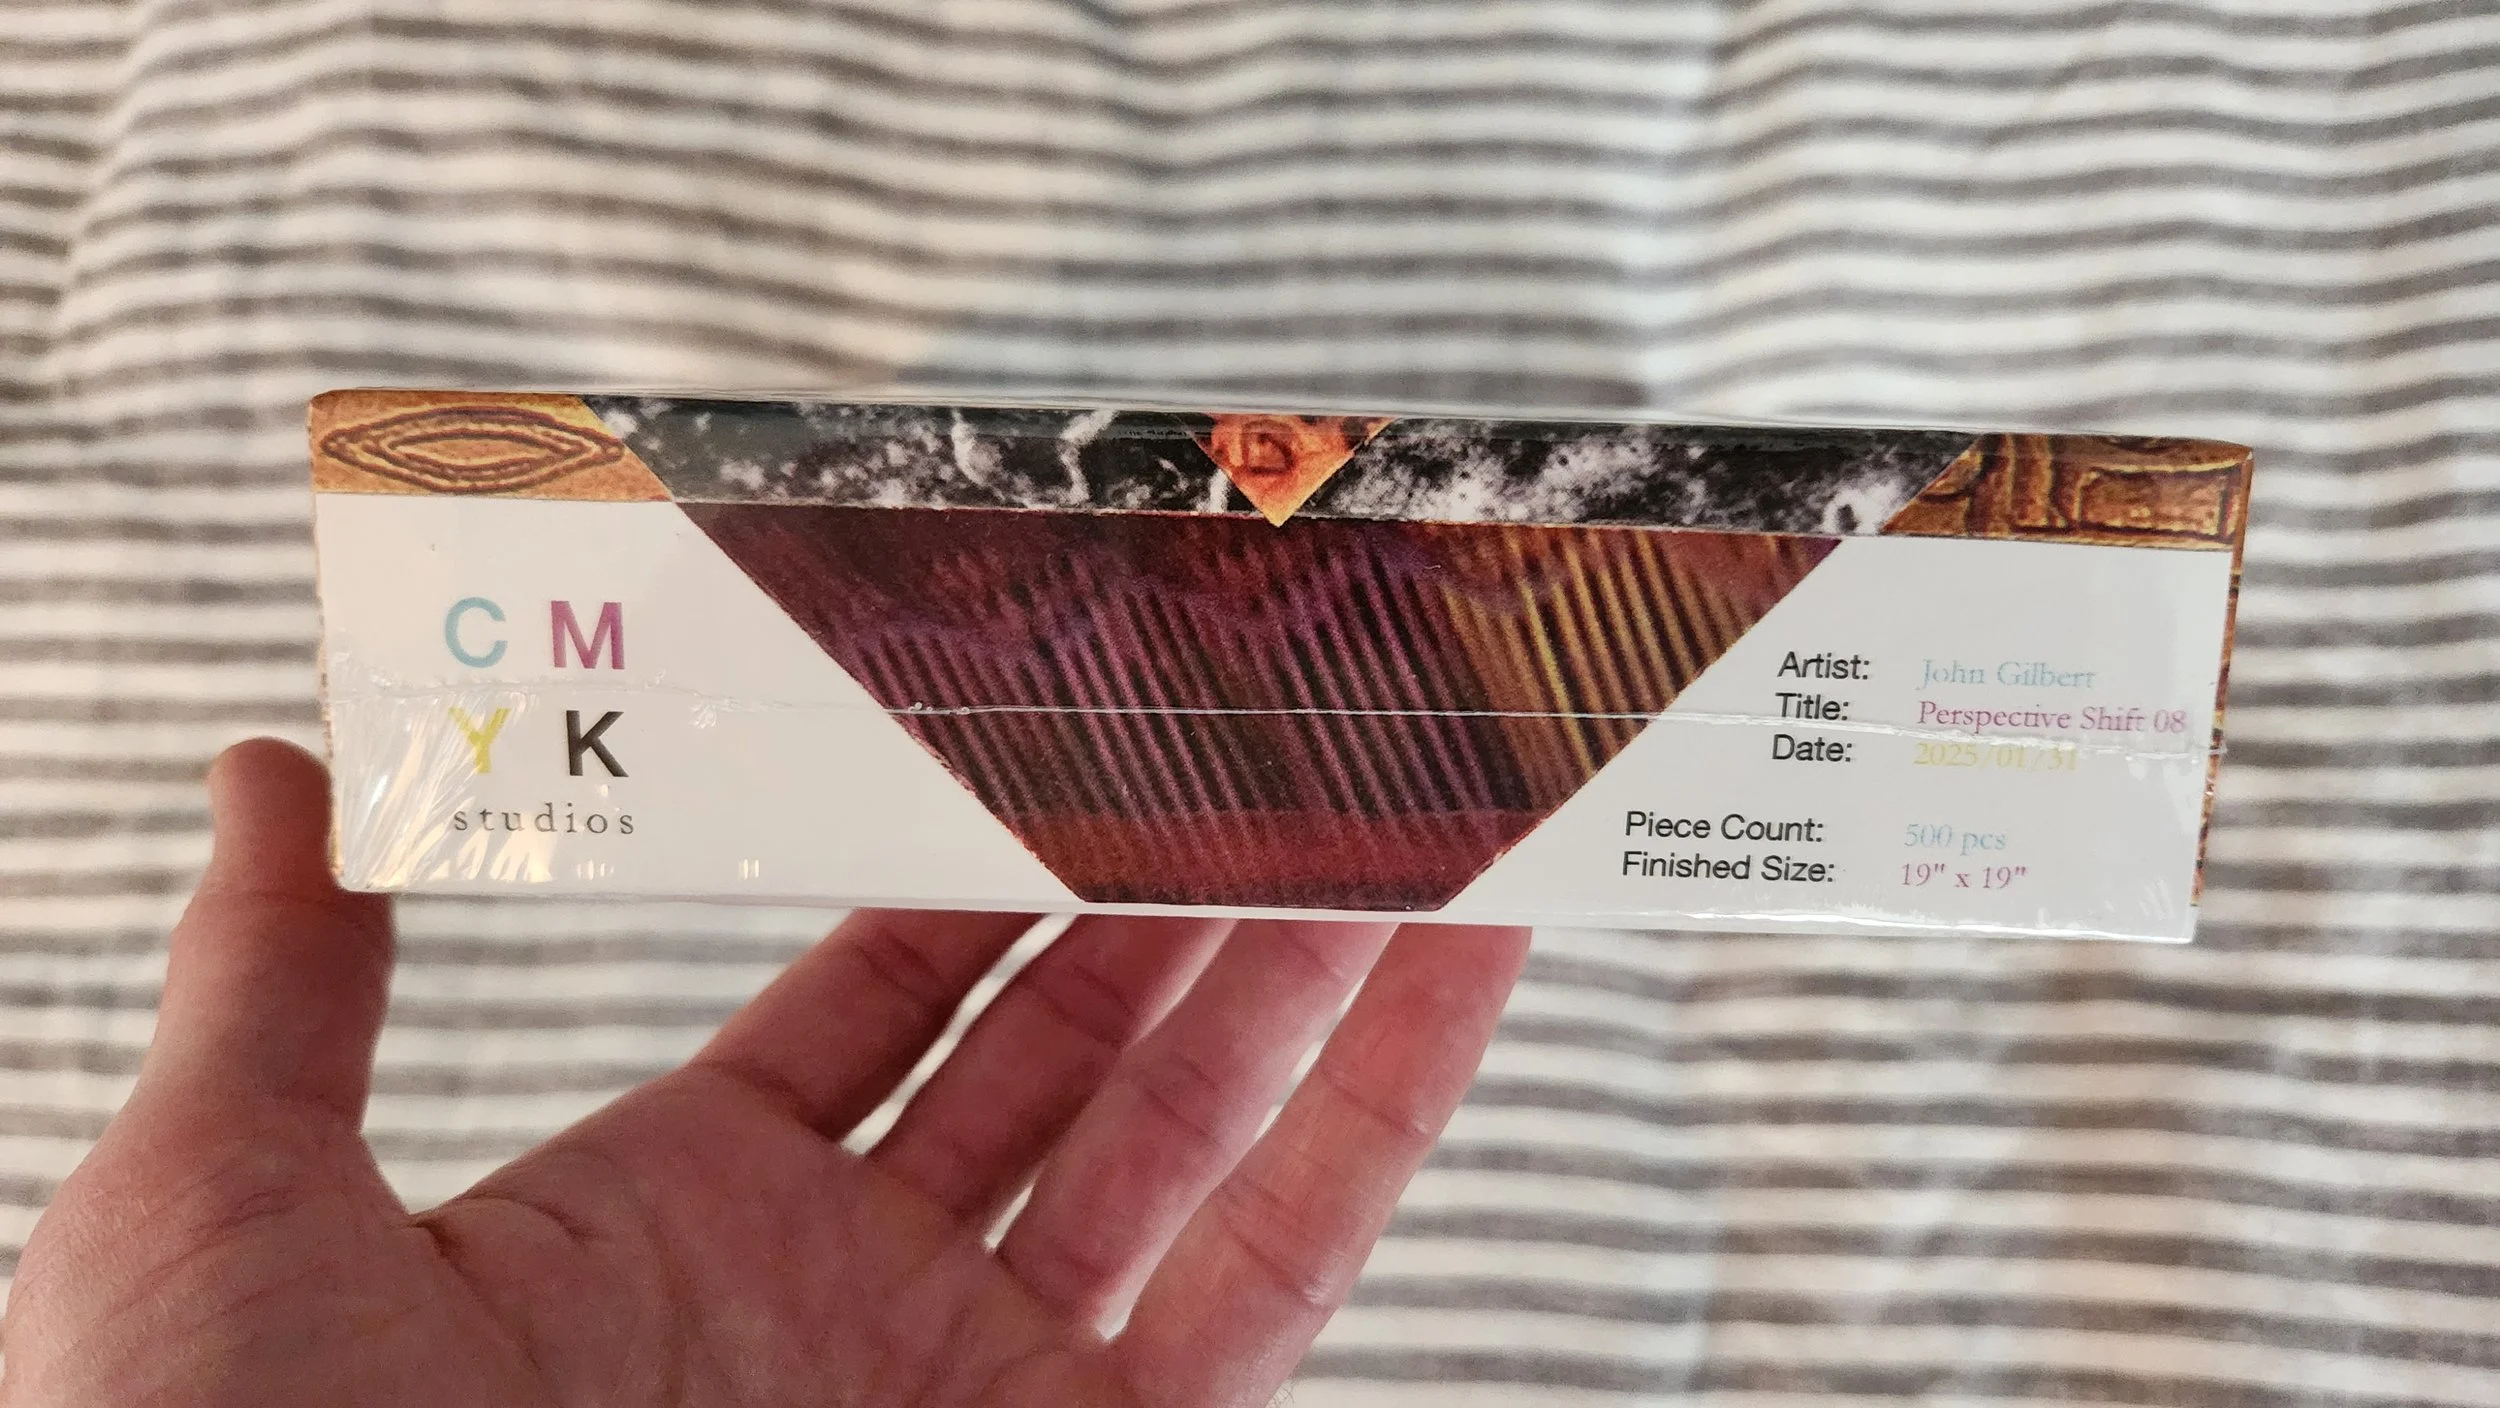 C M
Y K
studios
Artist: John Gilbert
Title: Perspective Shift 08
Date: 2025/01/31
Piece Count: 500 pcs
Finished Size: 19" x 19"